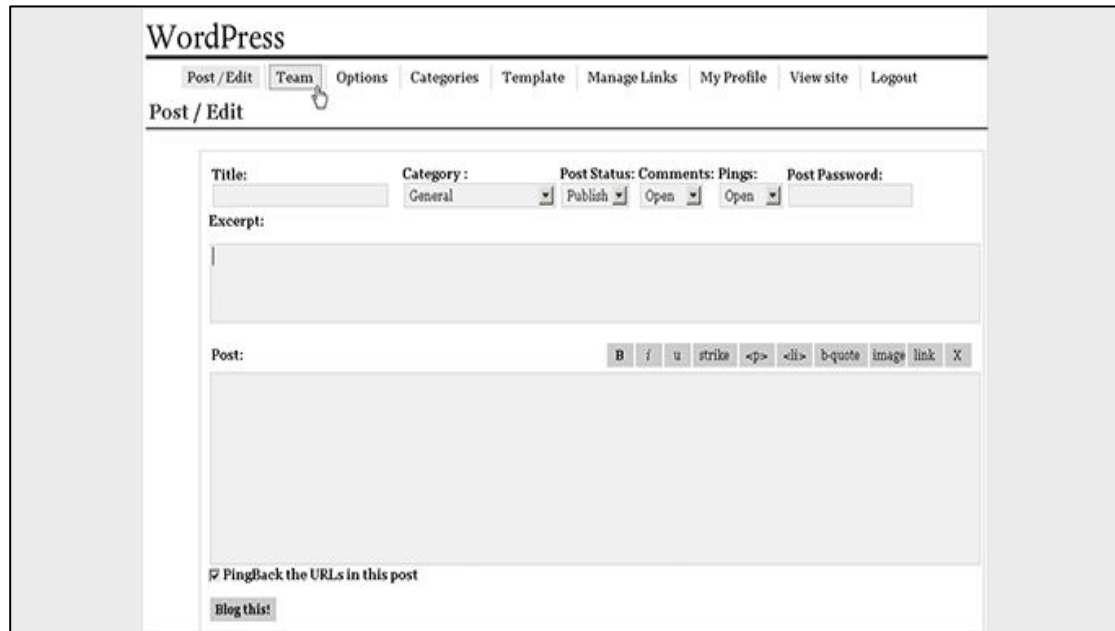 WordPress
Post / Edit Team Options Categories Template Manage Links My Profile View site Logout
Post / Edit
Title: Category : Post Status: Comments: Pings: Post Password:
General Publish Open Open
Excerpt:
Post: B i u strike <p> <li> b-quote image link X
PingBack the URLs in this post
Blog this!